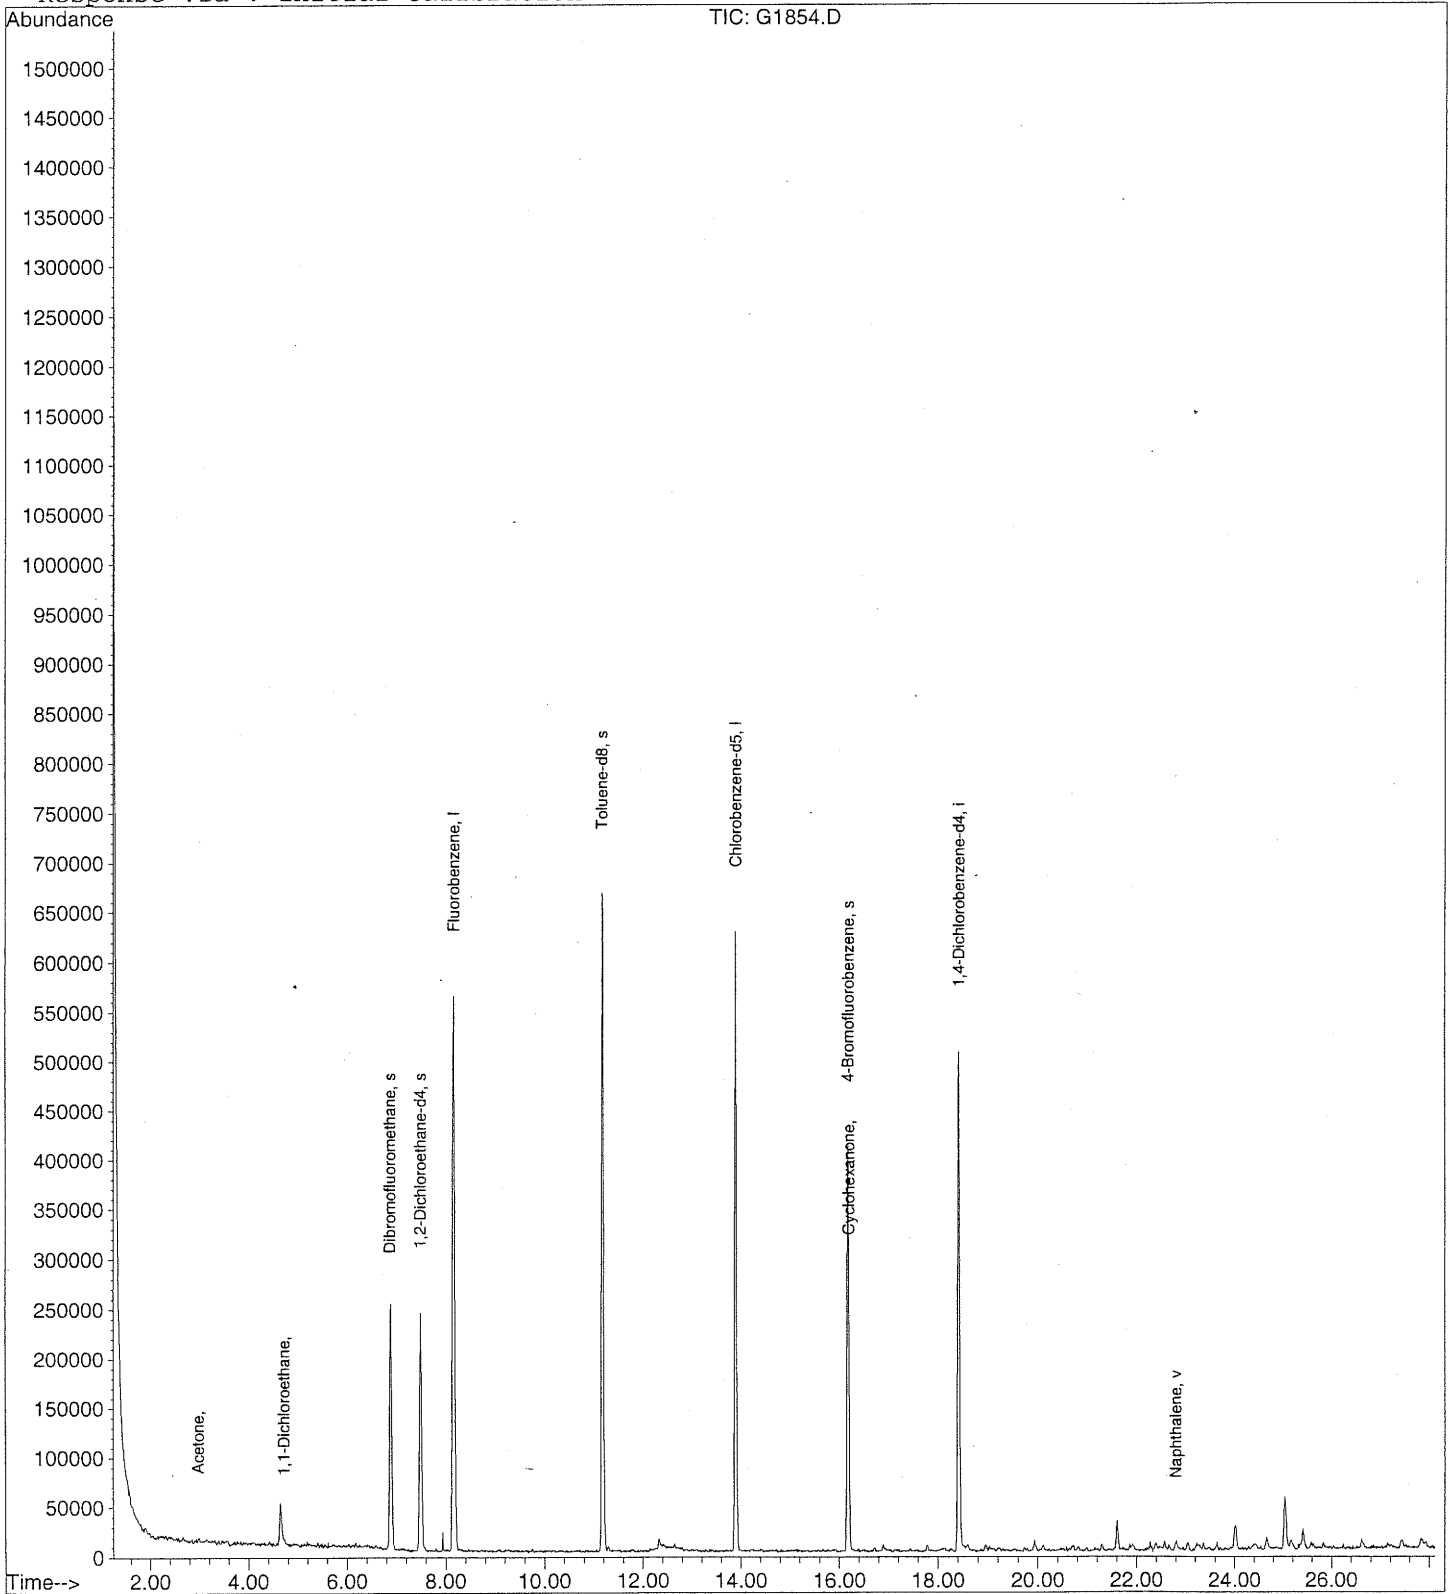 Abundance
TIC: G1854.D
1500000
1450000
1400000
1350000
1300000
1250000
1200000
1150000
1100000
1050000
1000000
950000
900000
850000
800000
750000
700000
650000
600000
550000
500000
450000
400000
350000
300000
250000
200000
150000
100000
50000
0
Acetone,
1,1-Dichloroethane,
Dibromofluoromethane, s
1,2-Dichloroethane-d4, s
Fluorobenzene, I
Toluene-d8, s
Chlorobenzene-d5, I
4-Bromofluorobenzene, s
Cyclohexanone,
1,4-Dichlorobenzene-d4, i
Naphthalene, v
Time-->
2.00 4.00 6.00 8.00 10.00 12.00 14.00 16.00 18.00 20.00 22.00 24.00 26.00